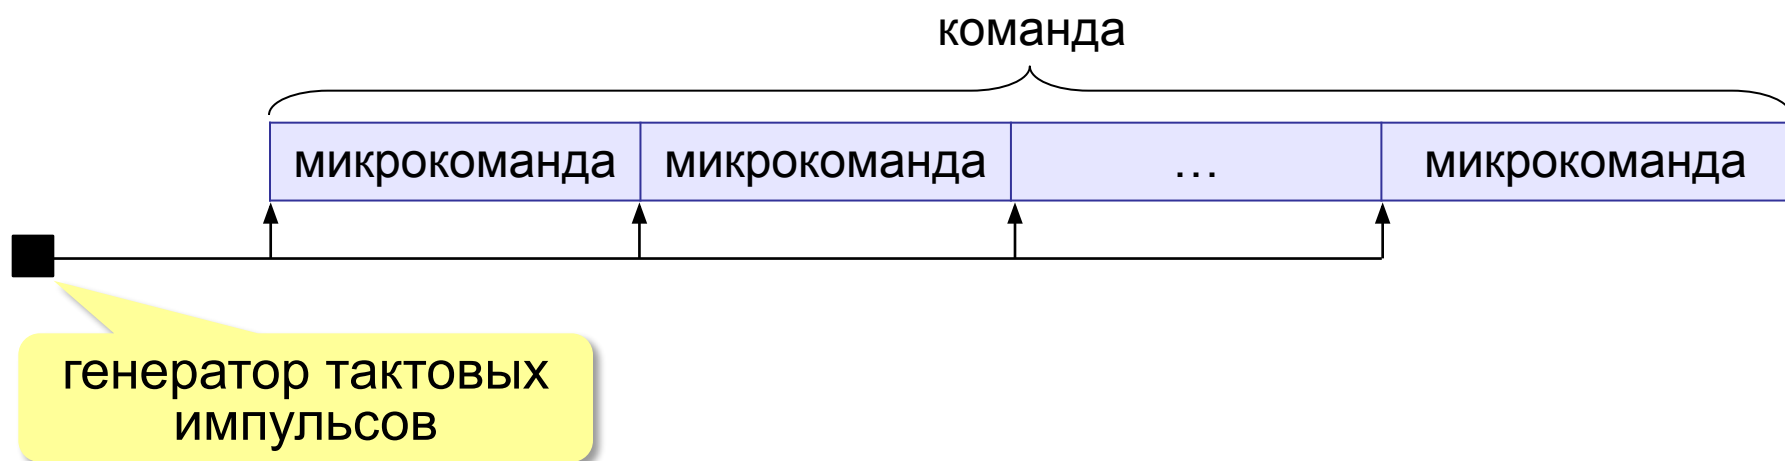 команда
микрокоманда микрокоманда … микрокоманда
генератор тактовых
импульсов